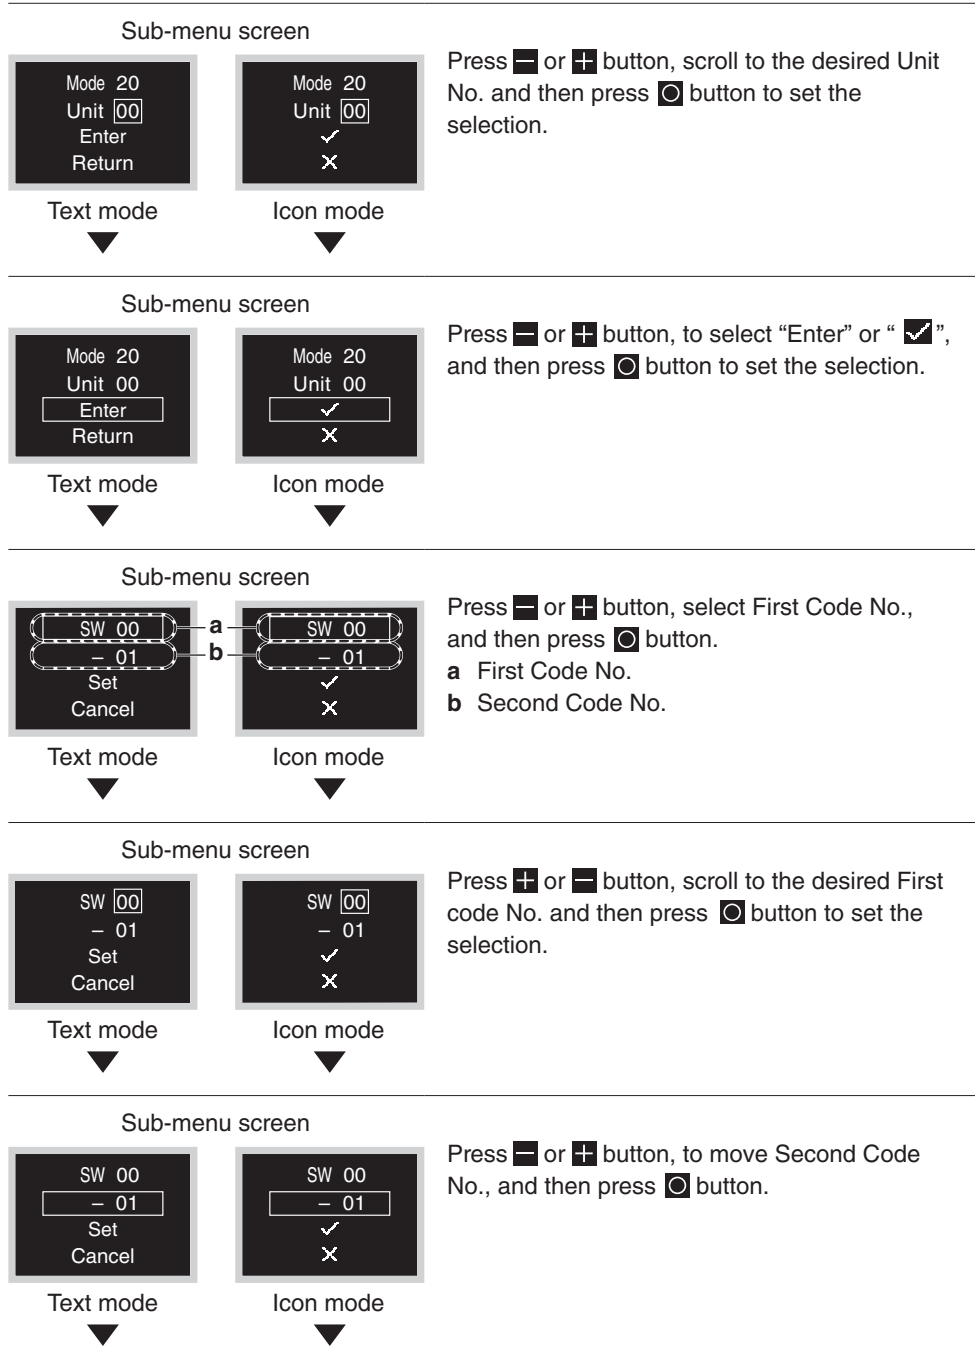 Sub-menu screen
Mode 20
Unit 00
Enter
Return
Text mode
Mode 20
Unit 00
✓
X
Icon mode
Press − or + button, scroll to the desired Unit
No. and then press O button to set the
selection.
Sub-menu screen
Mode 20
Unit 00
Enter
Return
Text mode
Mode 20
Unit 00
✓
X
Icon mode
Press − or + button, to select “Enter” or “ ✓ ”,
and then press O button to set the selection.
Sub-menu screen
SW 00
– 01
Set
Cancel
Text mode
a
b
SW 00
– 01
✓
X
Icon mode
Press − or + button, select First Code No.,
and then press O button.
a First Code No.
b Second Code No.
Sub-menu screen
SW 00
– 01
Set
Cancel
Text mode
SW 00
– 01
✓
X
Icon mode
Press + or − button, scroll to the desired First
code No. and then press O button to set the
selection.
Sub-menu screen
SW 00
– 01
Set
Cancel
Text mode
SW 00
– 01
✓
X
Icon mode
Press − or + button, to move Second Code
No., and then press O button.